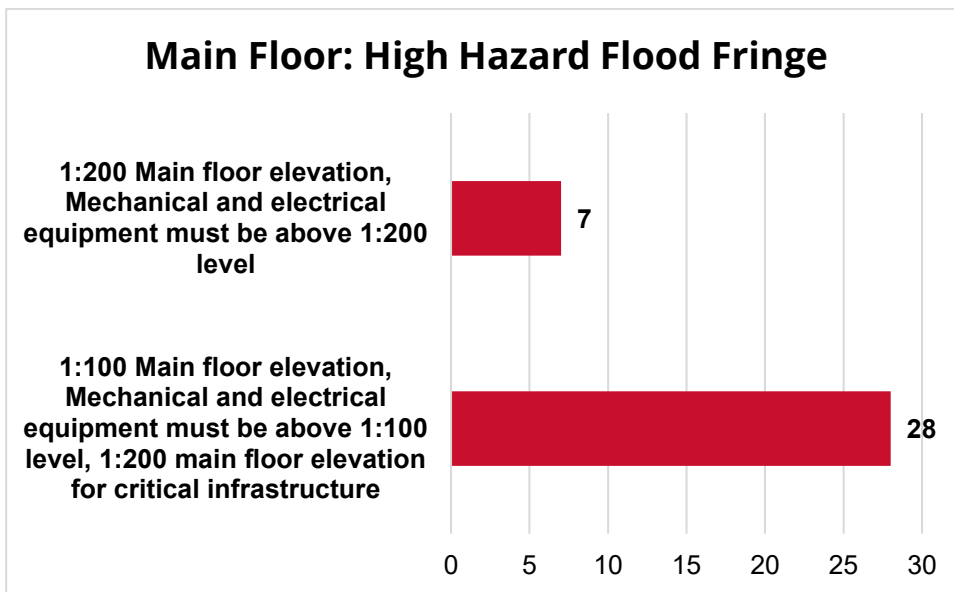 Main Floor: High Hazard Flood Fringe
1:200 Main floor elevation,
Mechanical and electrical
equipment must be above 1:200
level
7
1:100 Main floor elevation,
Mechanical and electrical
equipment must be above 1:100
level, 1:200 main floor elevation
for critical infrastructure
28
0 5 10 15 20 25 30